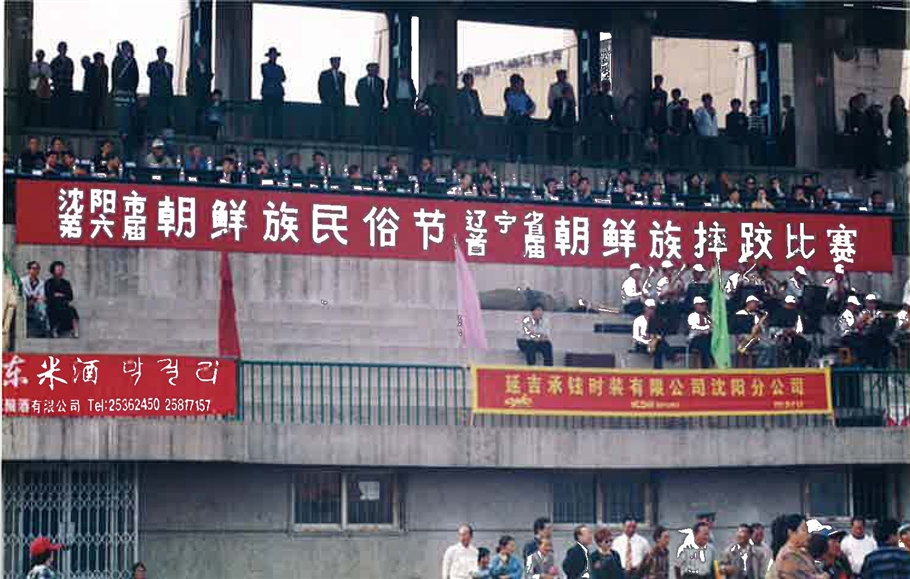 沈阳市
第六届
朝鲜族民俗节
辽宁省
首届
朝鲜族摔跤比赛
东米酒 막걸리
酒有限公司 Tel:25362450 25817157
延吉承铉时装有限公司沈阳分公司